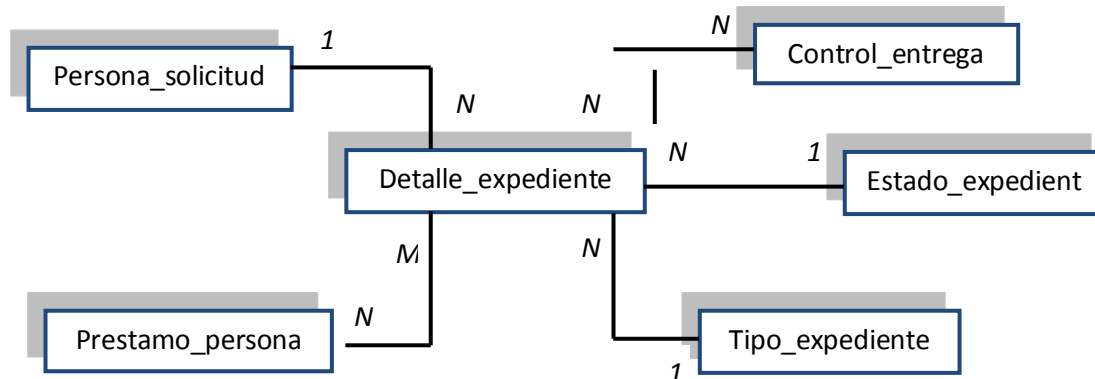 1
N
Control_entrega
Persona_solicitud
N
N
N
1
Detalle_expediente
Estado_expedient
M
N
N
Prestamo_persona
Tipo_expediente
1